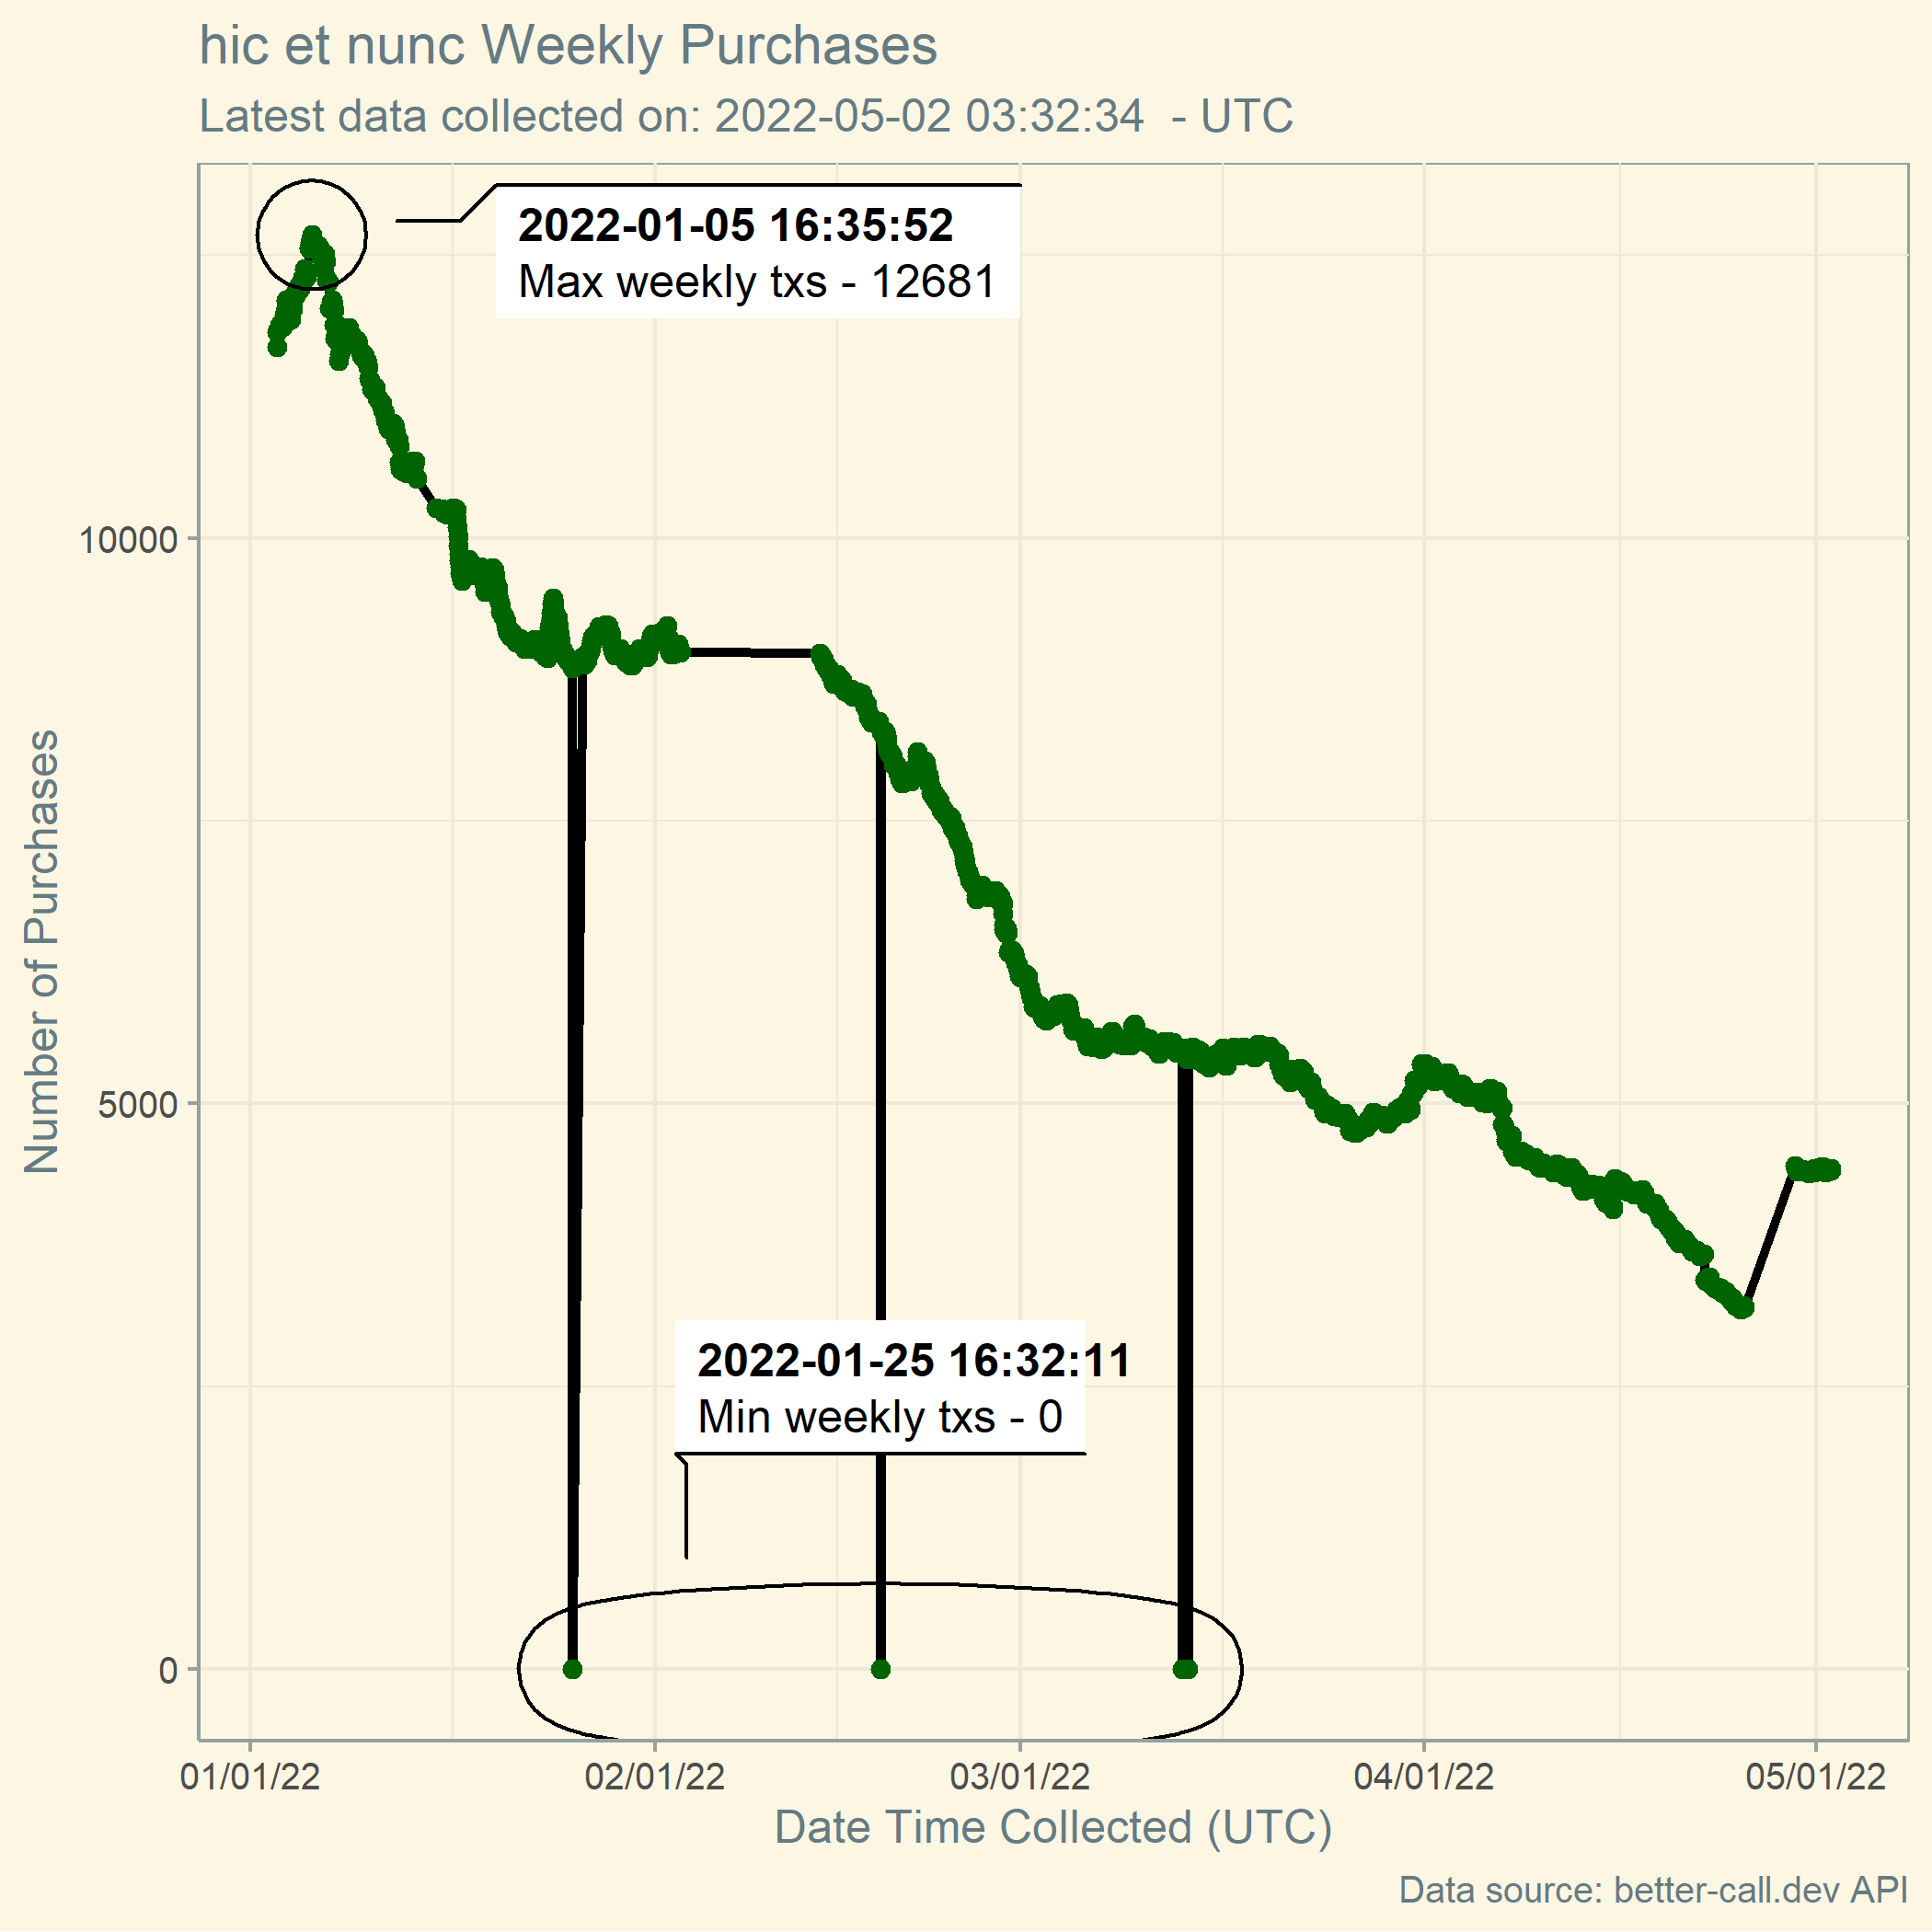 hic et nunc Weekly Purchases
Latest data collected on: 2022-05-02 03:32:34  - UTC
2022-01-05 16:35:52
Max weekly txs - 12681
10000
Number of Purchases
5000
2022-01-25 16:32:11
Min weekly txs - 0
0
01/01/22 02/01/22 03/01/22 04/01/22 05/01/22
Date Time Collected (UTC)
Data source: better-call.dev API